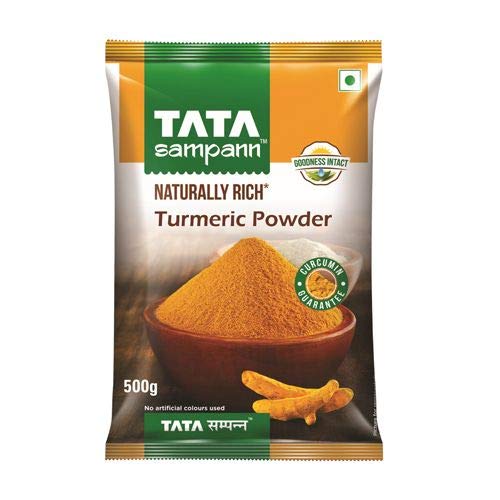 TATA
sampann™
GOODNESS INTACT
NATURALLY RICH*
Turmeric Powder
CURCUMIN
GUARANTEE
500g
No artificial colours used
TATA सम्पन्न™